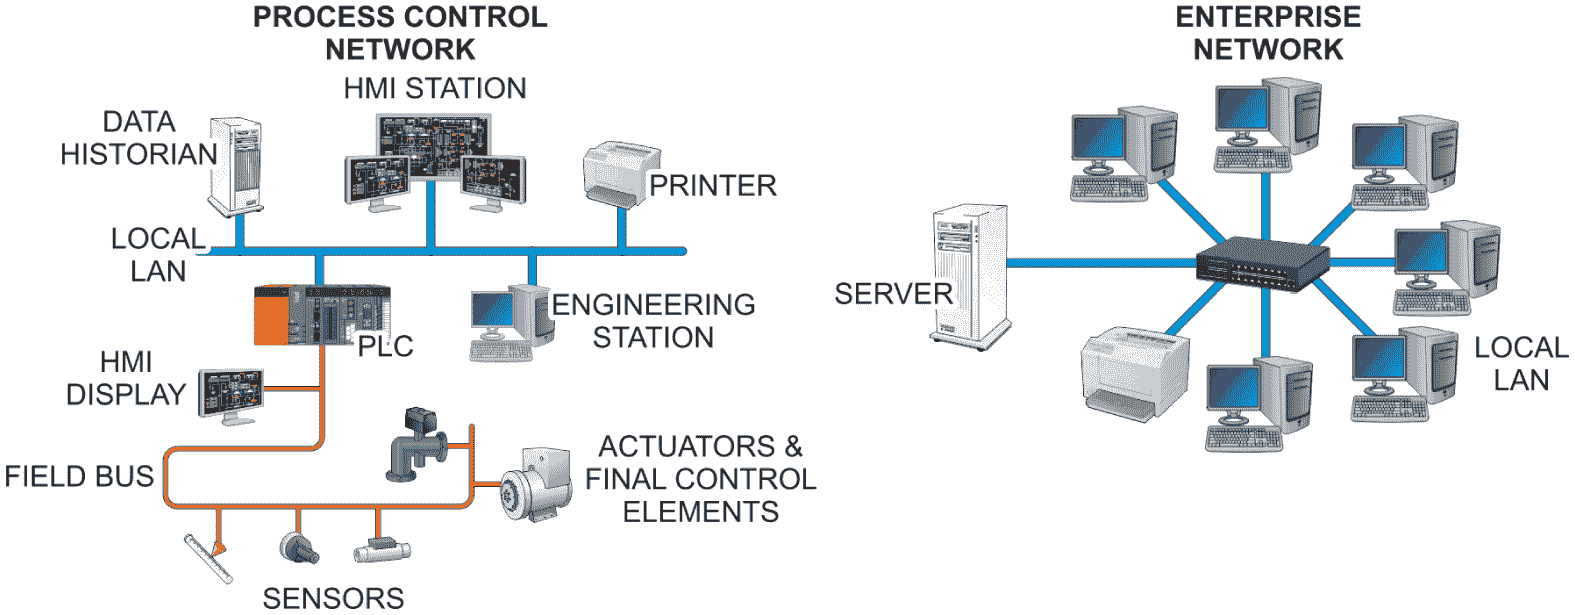 PROCESS CONTROL
NETWORK
HMI STATION
DATA
HISTORIAN
PRINTER
LOCAL
LAN
PLC
ENGINEERING
STATION
HMI
DISPLAY
FIELD BUS
ACTUATORS &
FINAL CONTROL
ELEMENTS
SENSORS
ENTERPRISE
NETWORK
SERVER
LOCAL
LAN